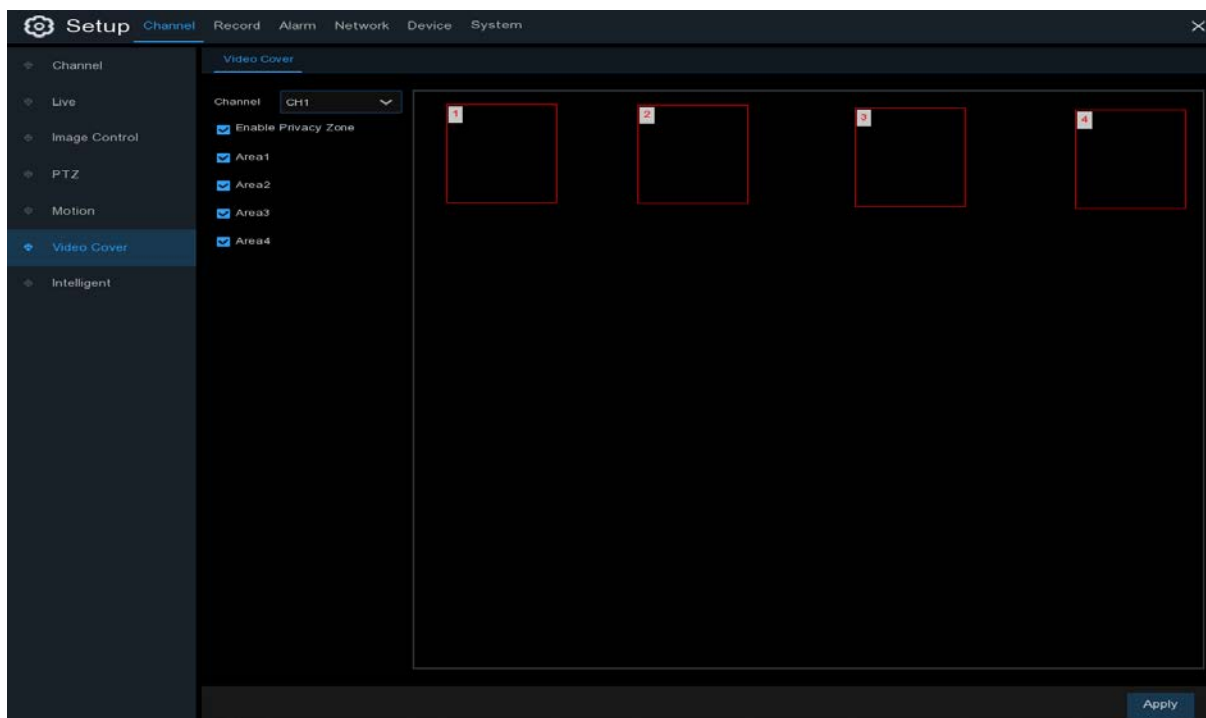 Setup Channel Record Alarm Network Device System
Channel
Live
Image Control
PTZ
Motion
Video Cover
Intelligent
Video Cover
Channel CH1
Enable Privacy Zone
Area1
Area2
Area3
Area4
1 2 3 4
Apply